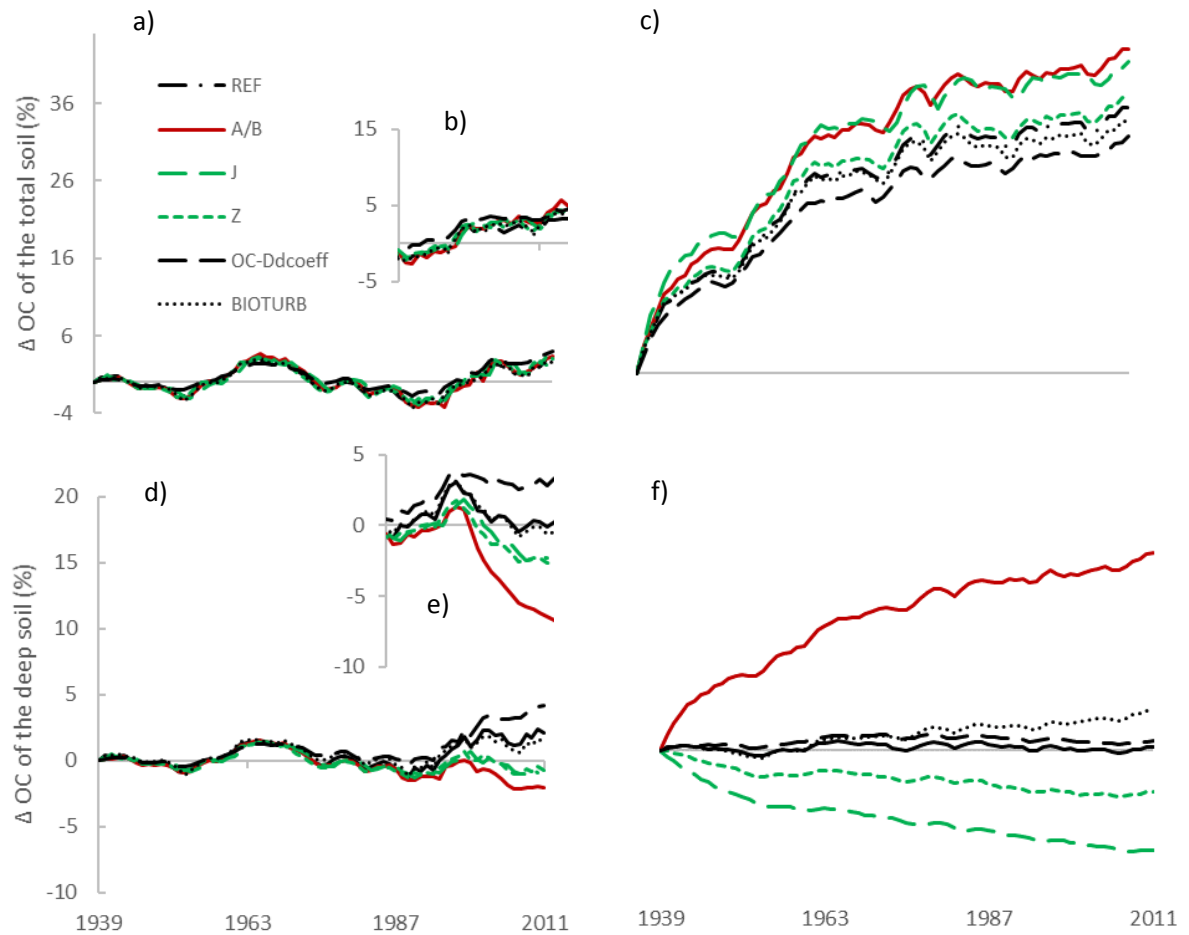 a)
c)
Δ OC of the total soil (%)
36
26
16
6
-4
REF
A/B
J
Z
OC-Ddcoeff
BIOTURB
b)
15
5
-5
d)
f)
Δ OC of the deep soil (%)
20
15
10
5
0
-5
-10
5
0
-5
-10
e)
1939
1963
1987
2011
1939
1963
1987
2011